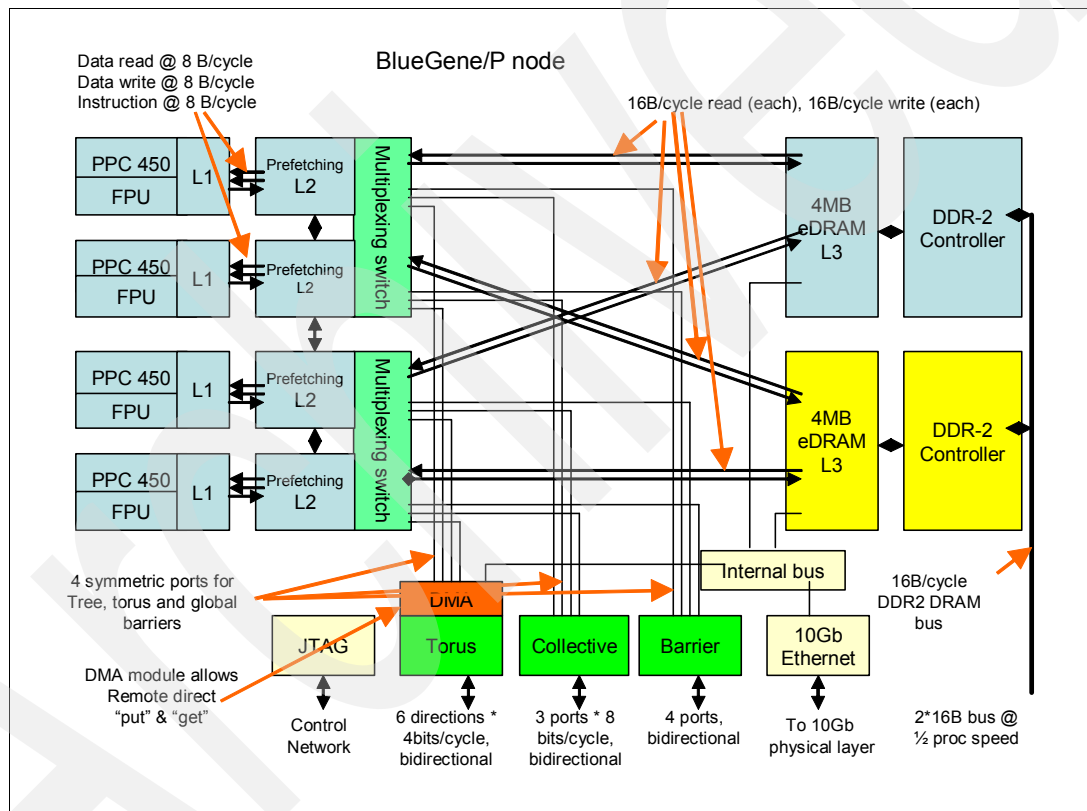 BlueGene/P node
Data read @ 8 B/cycle
Data write @ 8 B/cycle
Instruction @ 8 B/cycle
16B/cycle read (each), 16B/cycle write (each)
PPC 450
FPU
L1
Prefetching
L2
Multiplexing switch
4MB
eDRAM
L3
DDR-2
Controller
PPC 450
FPU
L1
Prefetching
L2
PPC 450
FPU
L1
Prefetching
L2
Multiplexing switch
4MB
eDRAM
L3
DDR-2
Controller
PPC 450
FPU
L1
Prefetching
L2
4 symmetric ports for
Tree, torus and global
barriers
Internal bus
16B/cycle
DDR2 DRAM
bus
DMA
JTAG
Torus
Collective
Barrier
10Gb
Ethernet
DMA module allows
Remote direct
“put” & “get”
Control
Network
6 directions *
4bits/cycle,
bidirectional
3 ports * 8
bits/cycle,
bidirectional
4 ports,
bidirectional
To 10Gb
physical layer
2*16B bus @
½ proc speed
Archived